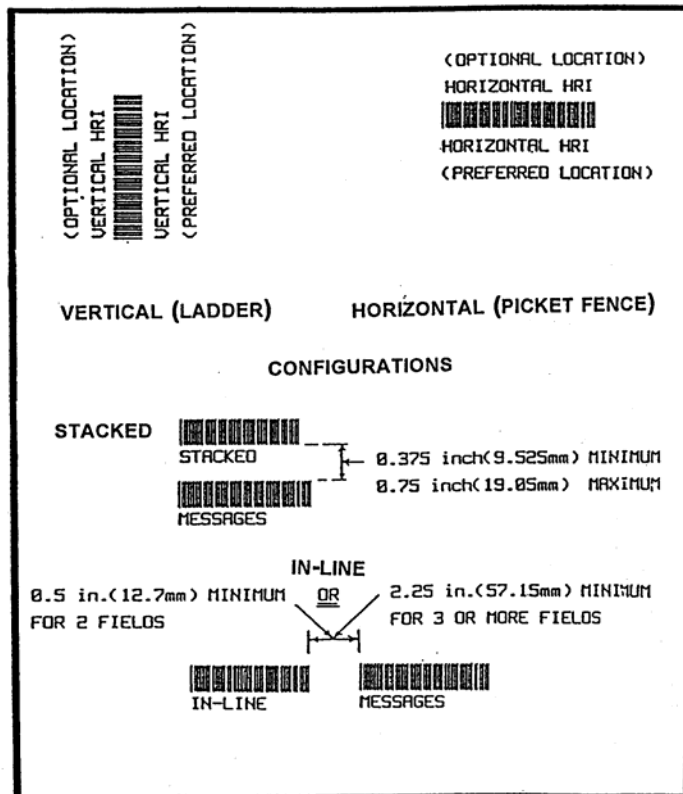 (OPTIONAL LOCATION)
VERTICAL HRI
VERTICAL HRI
(PREFERRED LOCATION)
(OPTIONAL LOCATION)
HORIZONTAL HRI
HORIZONTAL HRI
(PREFERRED LOCATION)
VERTICAL (LADDER)
HORIZONTAL (PICKET FENCE)
CONFIGURATIONS
STACKED
STACKED
0.375 inch(9.525mm) MINIMUM
0.75 inch(19.05mm) MAXIMUM
MESSAGES
IN-LINE
OR
0.5 in.(12.7mm) MINIMUM
FOR 2 FIELDS
2.25 in.(57.15mm) MINIMUM
FOR 3 OR MORE FIELDS
IN-LINE
MESSAGES